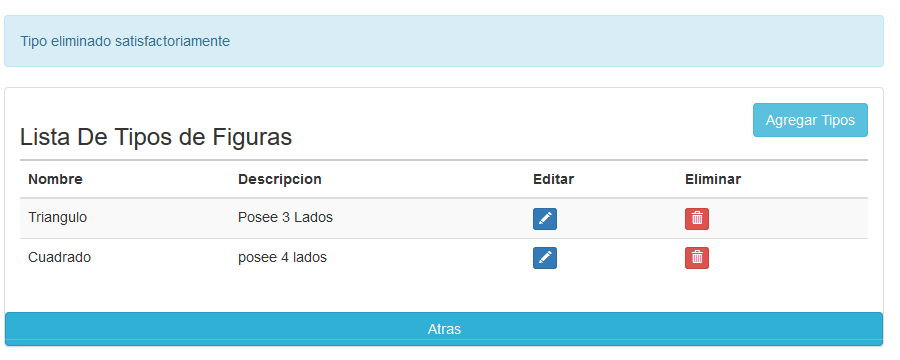 Tipo eliminado satisfactoriamente
Agregar Tipos
Lista De Tipos de Figuras
Nombre Descripcion Editar Eliminar
Triangulo Posee 3 Lados
Cuadrado posee 4 lados
Atras